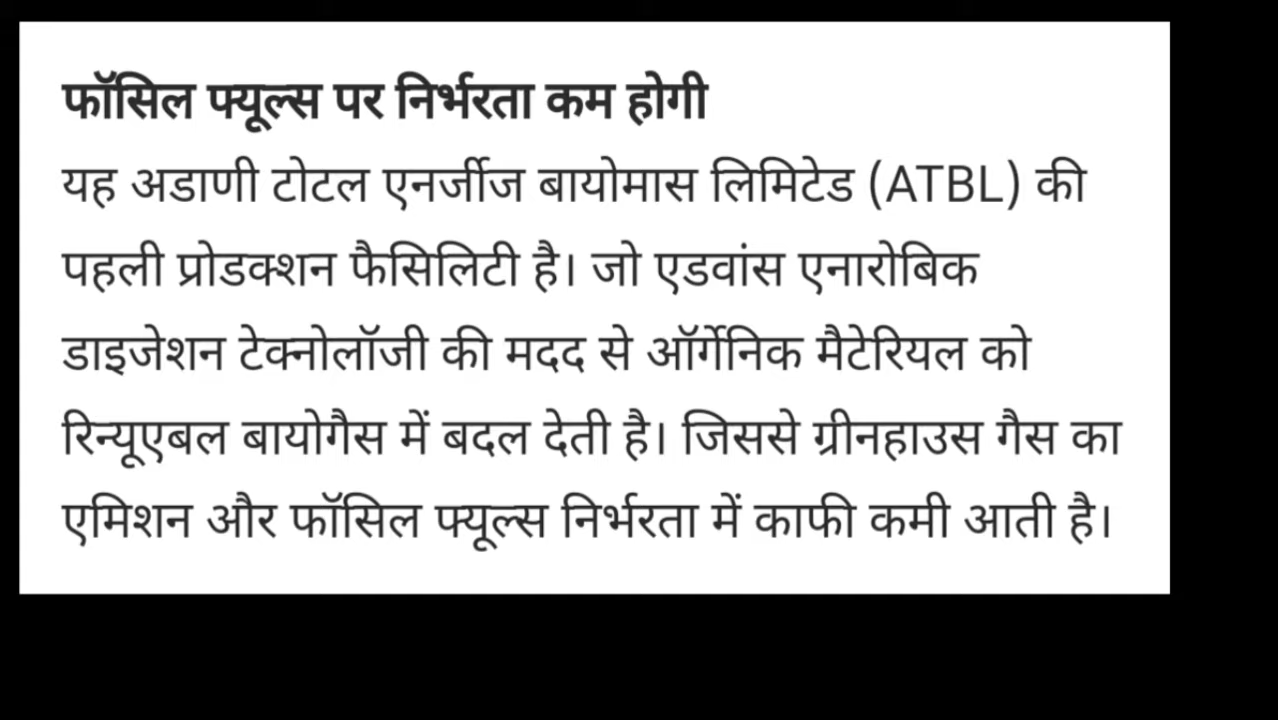 फॉसिल फ्यूल्स पर निर्भरता कम होगी
यह अडाणी टोटल एनर्जीज बायोमास लिमिटेड (ATBL) की
पहली प्रोडक्शन फैसिलिटी है। जो एडवांस एनारोबिक
डाइजेशन टेक्नोलॉजी की मदद से ऑर्गेनिक मैटेरियल को
रिन्यूएबल बायोगैस में बदल देती है। जिससे ग्रीनहाउस गैस का
एमिशन और फॉसिल फ्यूल्स निर्भरता में काफी कमी आती है।